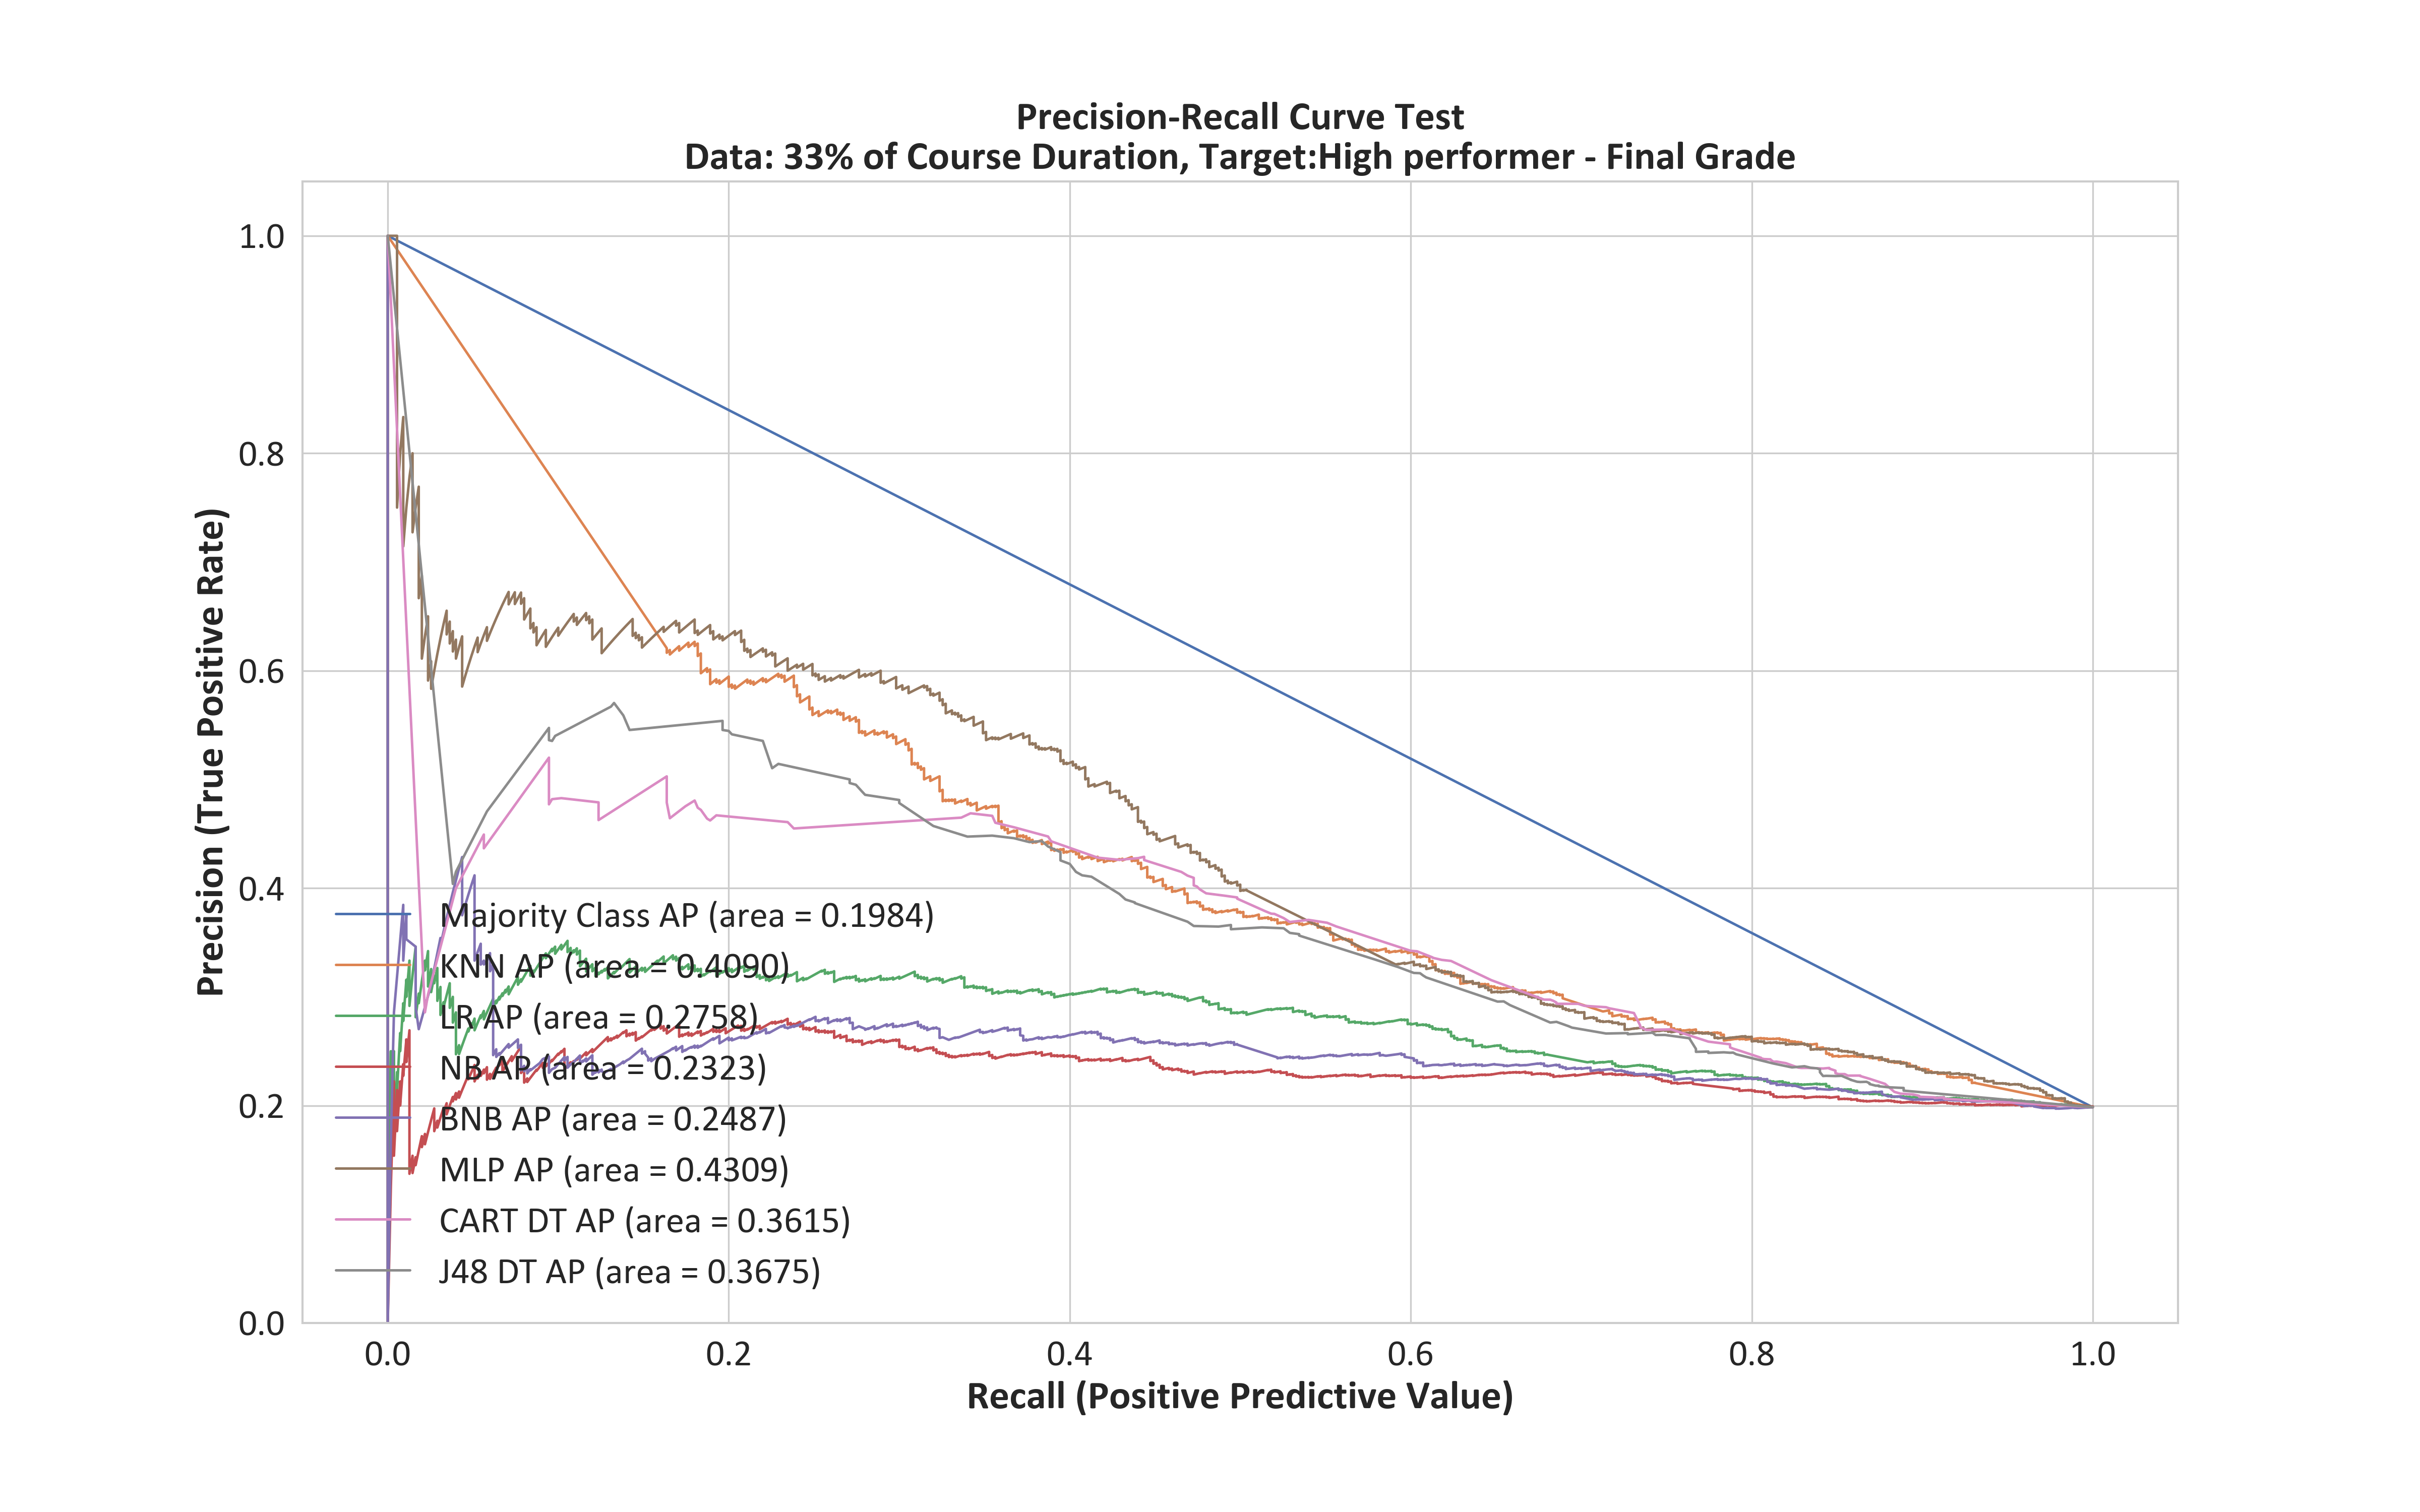 Precision-Recall Curve Test
Data: 33% of Course Duration, Target:High performer - Final Grade
Precision (True Positive Rate)
1.0
0.8
0.6
0.4
0.2
0.0
Majority Class AP (area = 0.1984)
KNN AP (area = 0.4090)
LR AP (area = 0.2758)
NB AP (area = 0.2323)
BNB AP (area = 0.2487)
MLP AP (area = 0.4309)
CART DT AP (area = 0.3615)
J48 DT AP (area = 0.3675)
0.0 0.2 0.4 0.6 0.8 1.0
Recall (Positive Predictive Value)